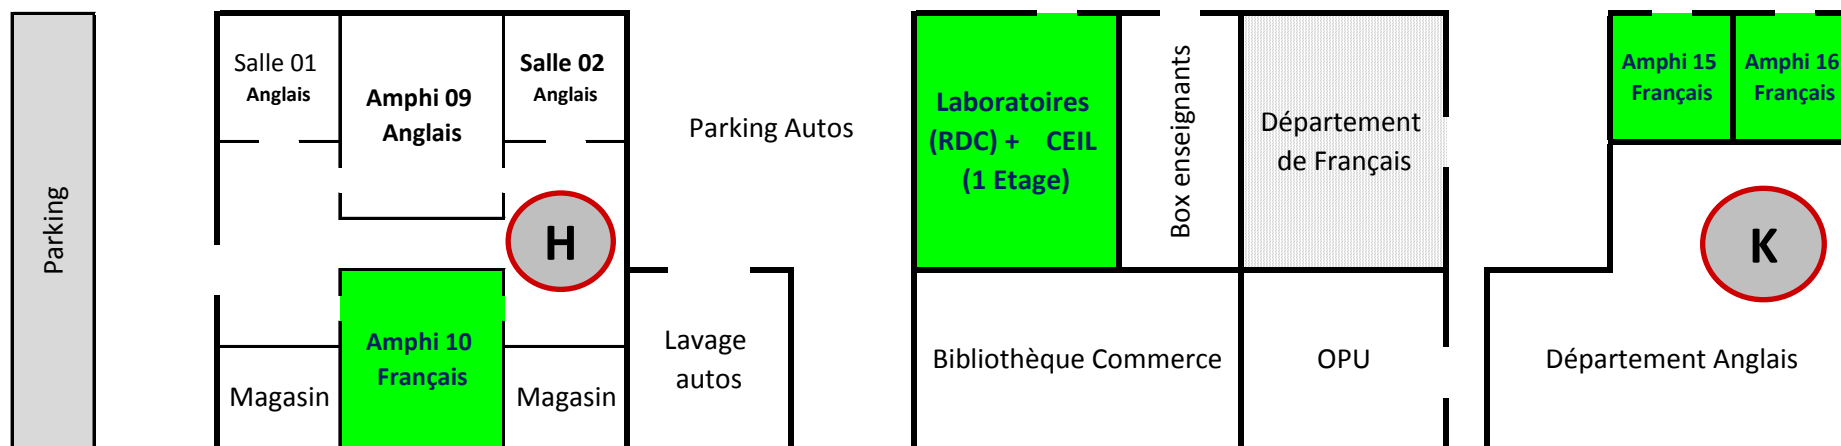 Parking
Salle 01
Anglais
Amphi 09
Anglais
Salle 02
Anglais
H
Amphi 10
Français
Magasin
Magasin
Parking Autos
Lavage
autos
Laboratoires
(RDC) + CEIL
(1 Etage)
Box enseignants
Département
de Français
Bibliothèque Commerce
OPU
Amphi 15
Français
Amphi 16
Français
K
Département Anglais